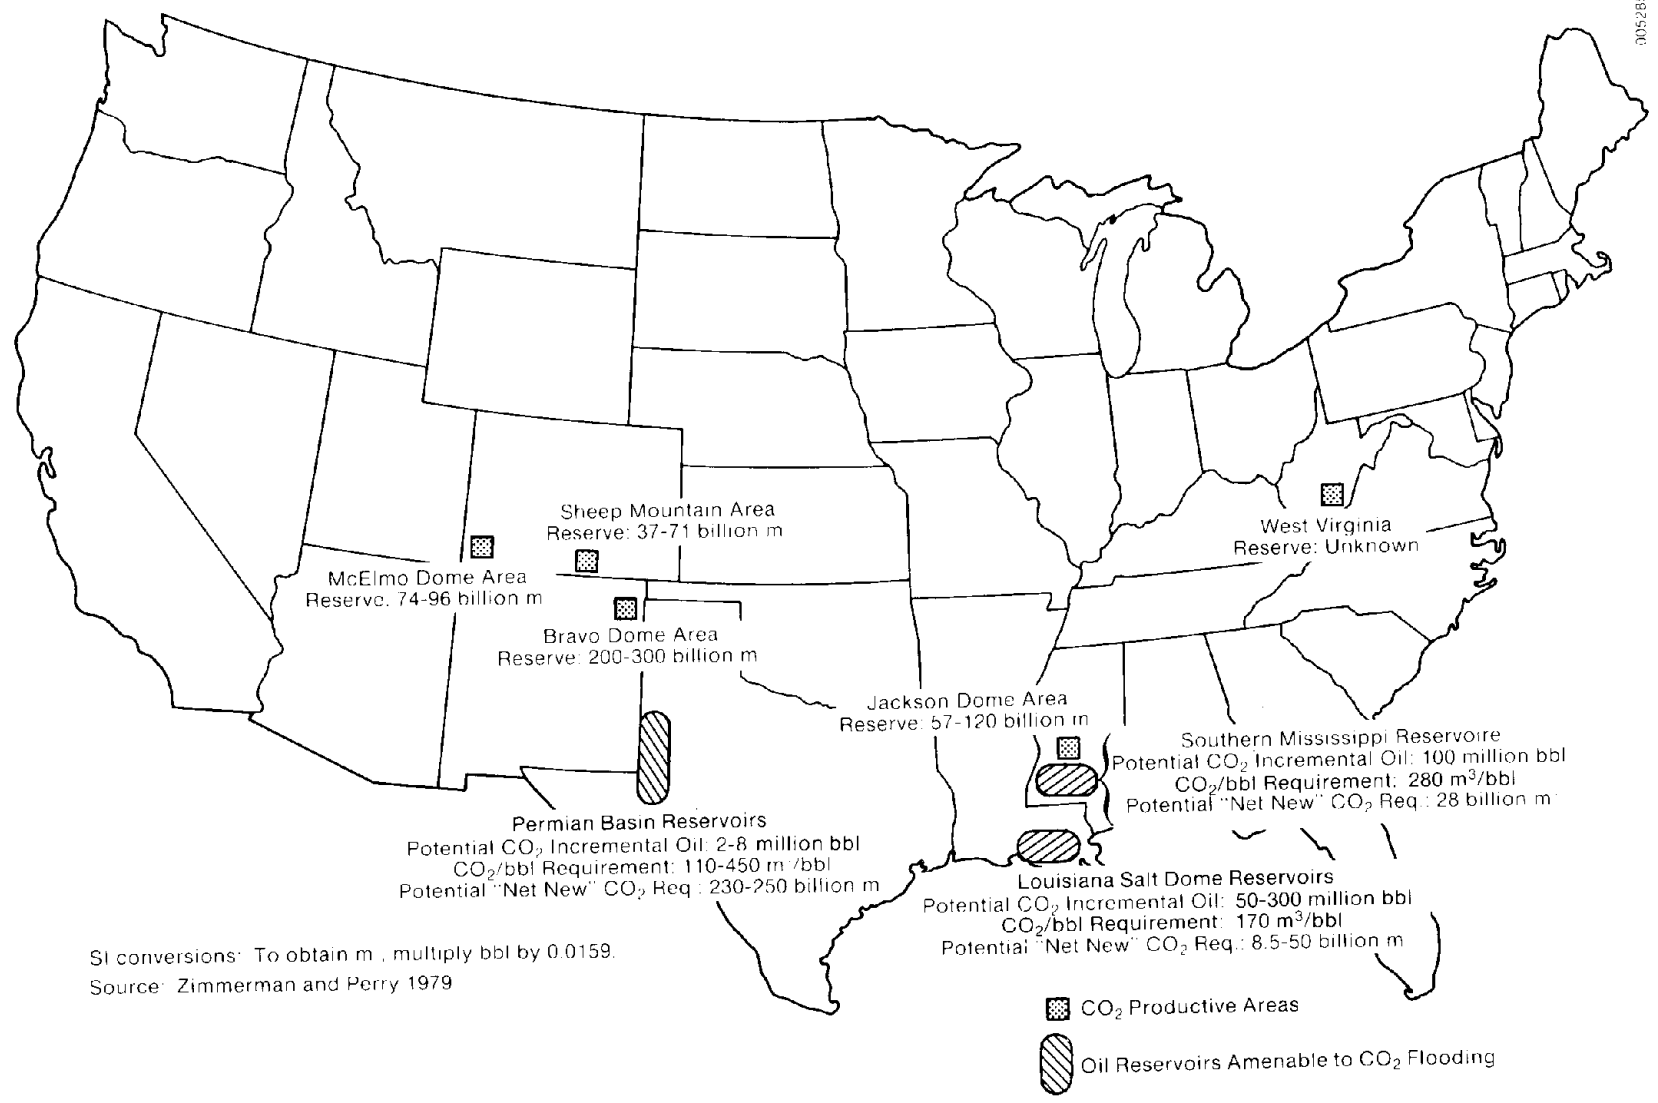 00528
Sheep Mountain Area
Reserve: 37-71 billion m
McElmo Dome Area
Reserve: 74-96 billion m
Bravo Dome Area
Reserve: 200-300 billion m
West Virginia
Reserve: Unknown
Jackson Dome Area
Reserve: 57-120 billion m
Southern Mississippi Reservoire
Potential CO₂ Incremental Oil: 100 million bbl
CO₂/bbl Requirement: 280 m³/bbl
Potential "Net New" CO₂ Req.: 28 billion m
Permian Basin Reservoirs
Potential CO₂ Incremental Oil: 2-8 million bbl
CO₂/bbl Requirement: 110-450 m /bbl
Potential "Net New" CO₂ Req.: 230-250 billion m
Louisiana Salt Dome Reservoirs
Potential CO₂ Incremental Oil: 50-300 million bbl
CO₂/bbl Requirement: 170 m³/bbl
Potential "Net New" CO₂ Req.: 8.5-50 billion m
SI conversions: To obtain m , multiply bbl by 0.0159.
Source: Zimmerman and Perry 1979
CO₂ Productive Areas
Oil Reservoirs Amenable to CO₂ Flooding